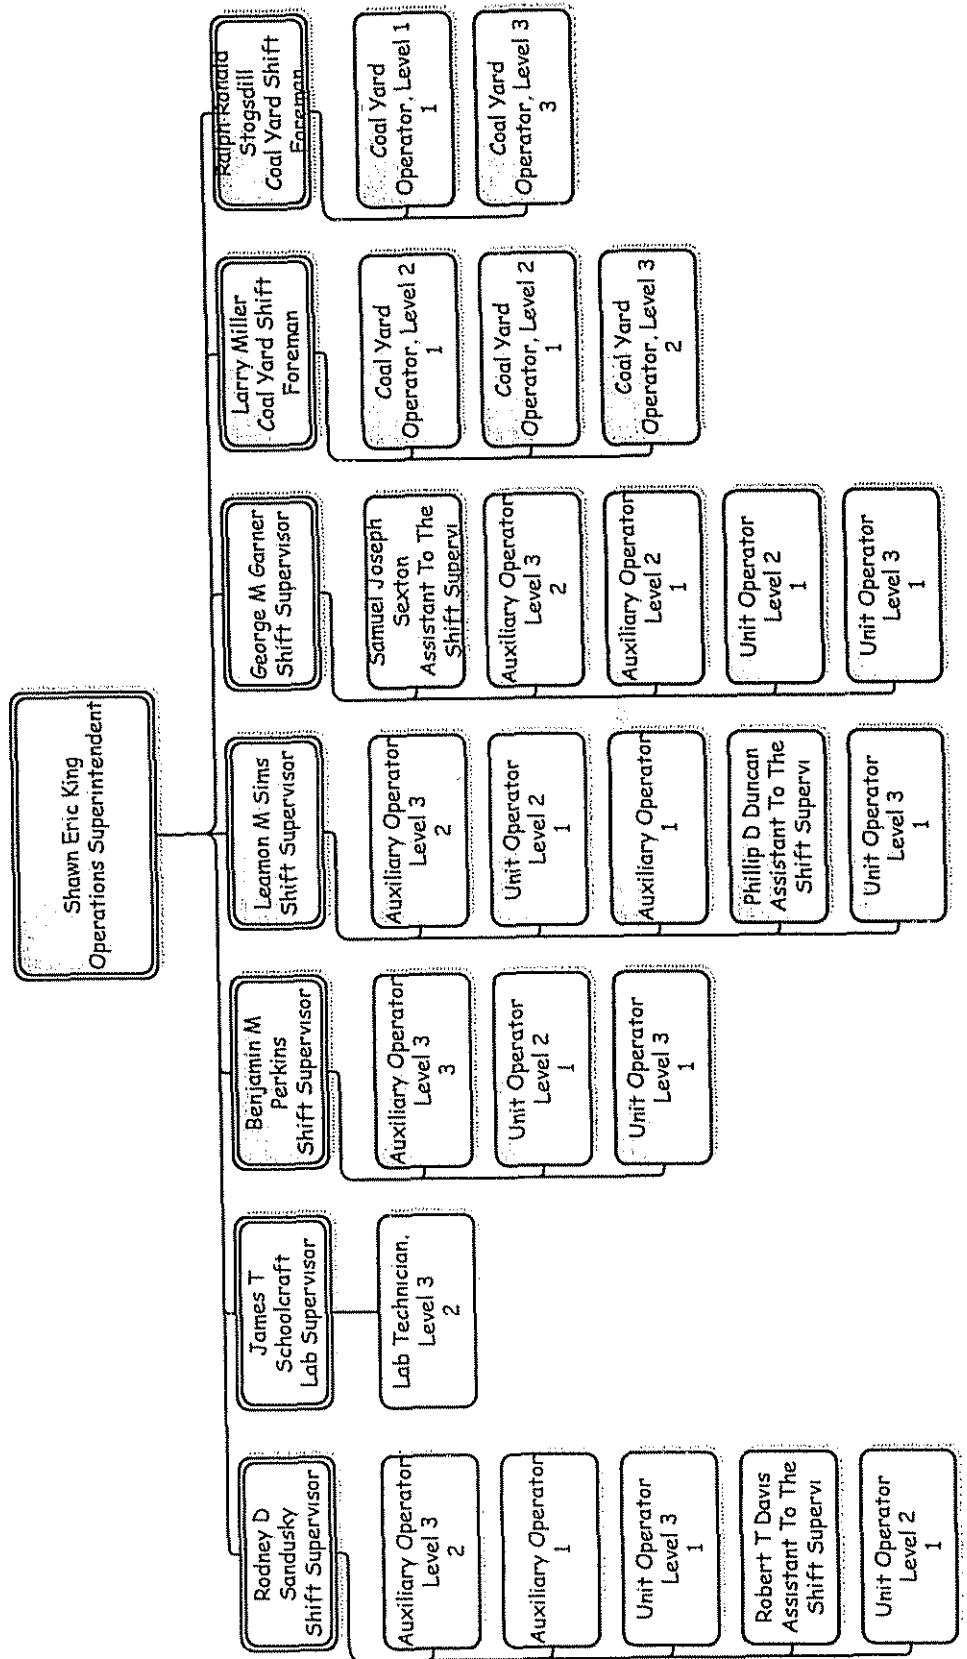 Shawn Eric King
Operations Superintendent
Rodney D
Sandusky
Shift Supervisor
Auxiliary Operator
Level 3
2
Auxiliary Operator
1
Unit Operator
Level 3
1
Robert T Davis
Assistant To The
Shift Supervi
Unit Operator
Level 2
1
James T
Schoolcraft
Lab Supervisor
Lab Technician,
Level 3
2
Benjamin M
Perkins
Shift Supervisor
Auxiliary Operator
Level 3
3
Unit Operator
Level 2
1
Unit Operator
Level 3
1
Leamon M Sims
Shift Supervisor
Auxiliary Operator
Level 3
2
Unit Operator
Level 2
1
Auxiliary Operator
1
Phillip D Duncan
Assistant To The
Shift Supervi
Unit Operator
Level 3
1
George M Garner
Shift Supervisor
Samuel Joseph
Sexton
Assistant To The
Shift Supervi
Auxiliary Operator
Level 3
2
Auxiliary Operator
Level 2
1
Unit Operator
Level 2
1
Unit Operator
Level 3
1
Larry Miller
Coal Yard Shift
Foreman
Coal Yard
Operator, Level 2
1
Coal Yard
Operator, Level 2
1
Coal Yard
Operator, Level 3
2
Ralph Ronald
Stogsdill
Coal Yard Shift
Foreman
Coal Yard
Operator, Level 1
1
Coal Yard
Operator, Level 3
3